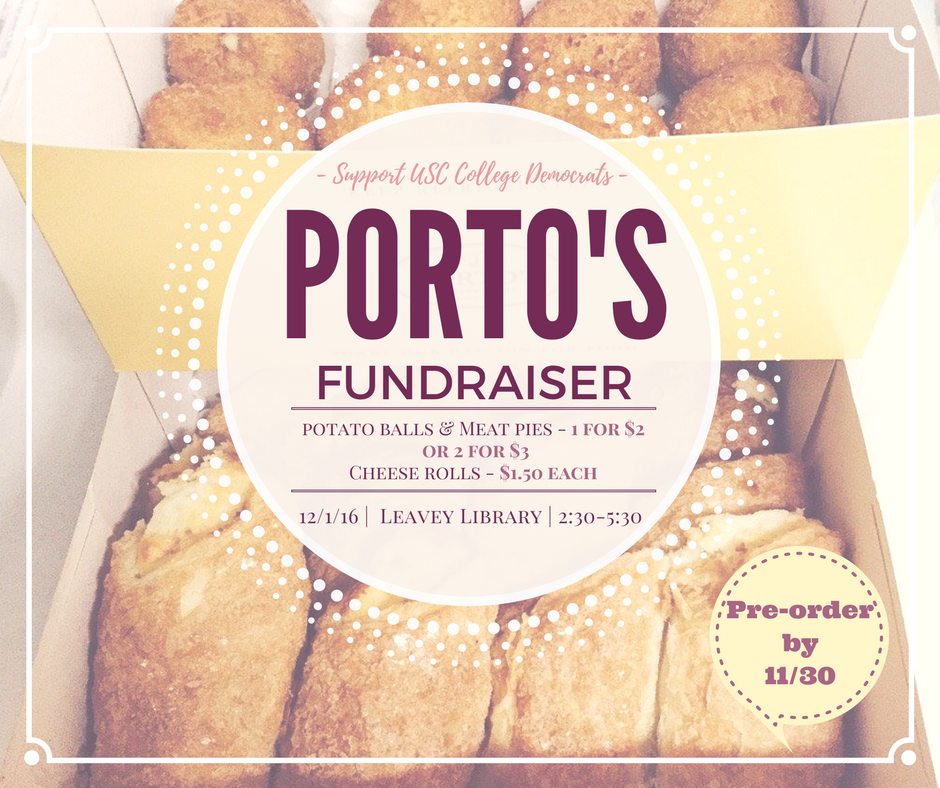 - Support USC College Democrats -
PORTO'S
FUNDRAISER
POTATO BALLS & MEAT PIES - 1 FOR $2
OR 2 FOR $3
CHEESE ROLLS - $1.50 EACH
12/1/16 | LEAVEY LIBRARY | 2:30-5:30
Pre-order
by
11/30